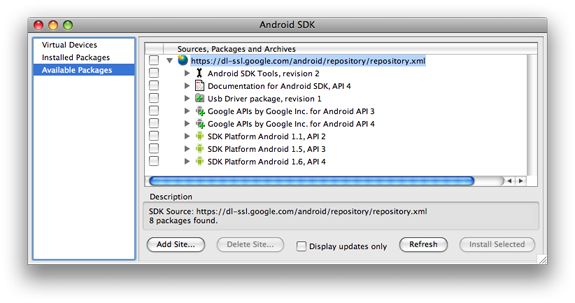 Android SDK
Virtual Devices
Installed Packages
Available Packages
Sources, Packages and Archives
https://dl-ssl.google.com/android/repository/repository.xml
Android SDK Tools, revision 2
Documentation for Android SDK, API 4
Usb Driver package, revision 1
Google APIs by Google Inc. for Android API 3
Google APIs by Google Inc. for Android API 4
SDK Platform Android 1.1, API 2
SDK Platform Android 1.5, API 3
SDK Platform Android 1.6, API 4
Description
SDK Source: https://dl-ssl.google.com/android/repository/repository.xml
8 packages found.
Add Site... Delete Site... Display updates only Refresh Install Selected